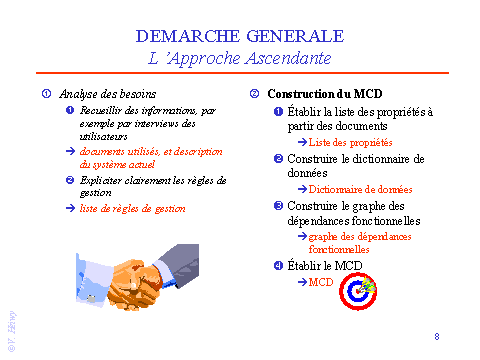 DEMARCHE GENERALE
L ’Approche Ascendante
① Analyse des besoins
❶ Recueillir des informations, par
exemple par interviews des
utilisateurs
➔ documents utilisés, et description
du système actuel
❷ Expliciter clairement les règles de
gestion
➔ liste de règles de gestion
② Construction du MCD
❶ Établir la liste des propriétés à
partir des documents
➔ Liste des propriétés
❷ Construire le dictionnaire de
données
➔ Dictionnaire de données
❸ Construire le graphe des
dépendances fonctionnelles
➔ graphe des dépendances
fonctionnelles
❹ Établir le MCD
➔ MCD
8